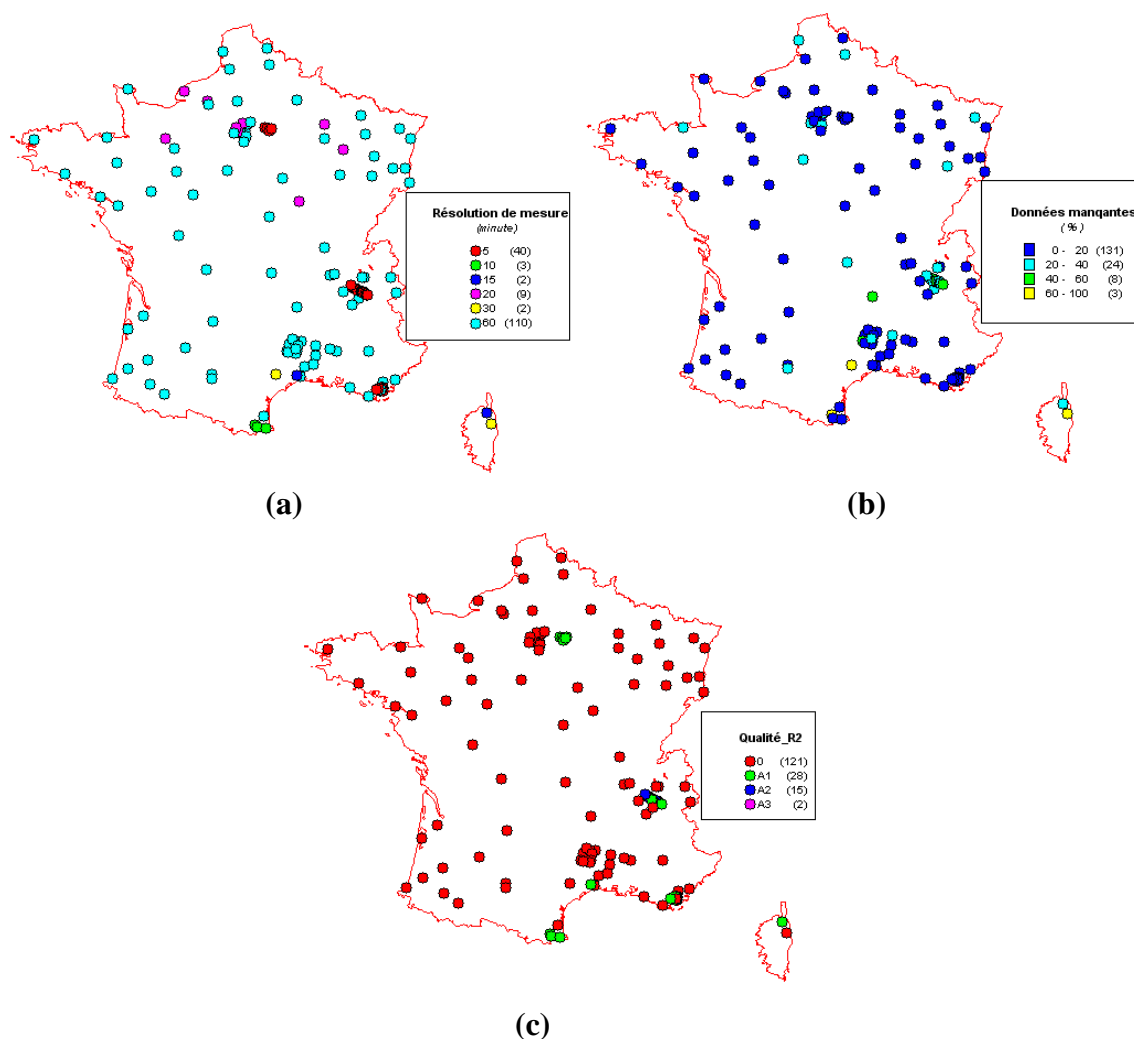 Résolution de mesure
(minute)
5 (40)
10 (3)
15 (2)
20 (9)
30 (2)
60 (110)
Données manqantes
(%)
0 - 20 (131)
20 - 40 (24)
40 - 60 (8)
60 - 100 (3)
(a)
(b)
Qualité_R2
0 (121)
A1 (28)
A2 (15)
A3 (2)
(c)